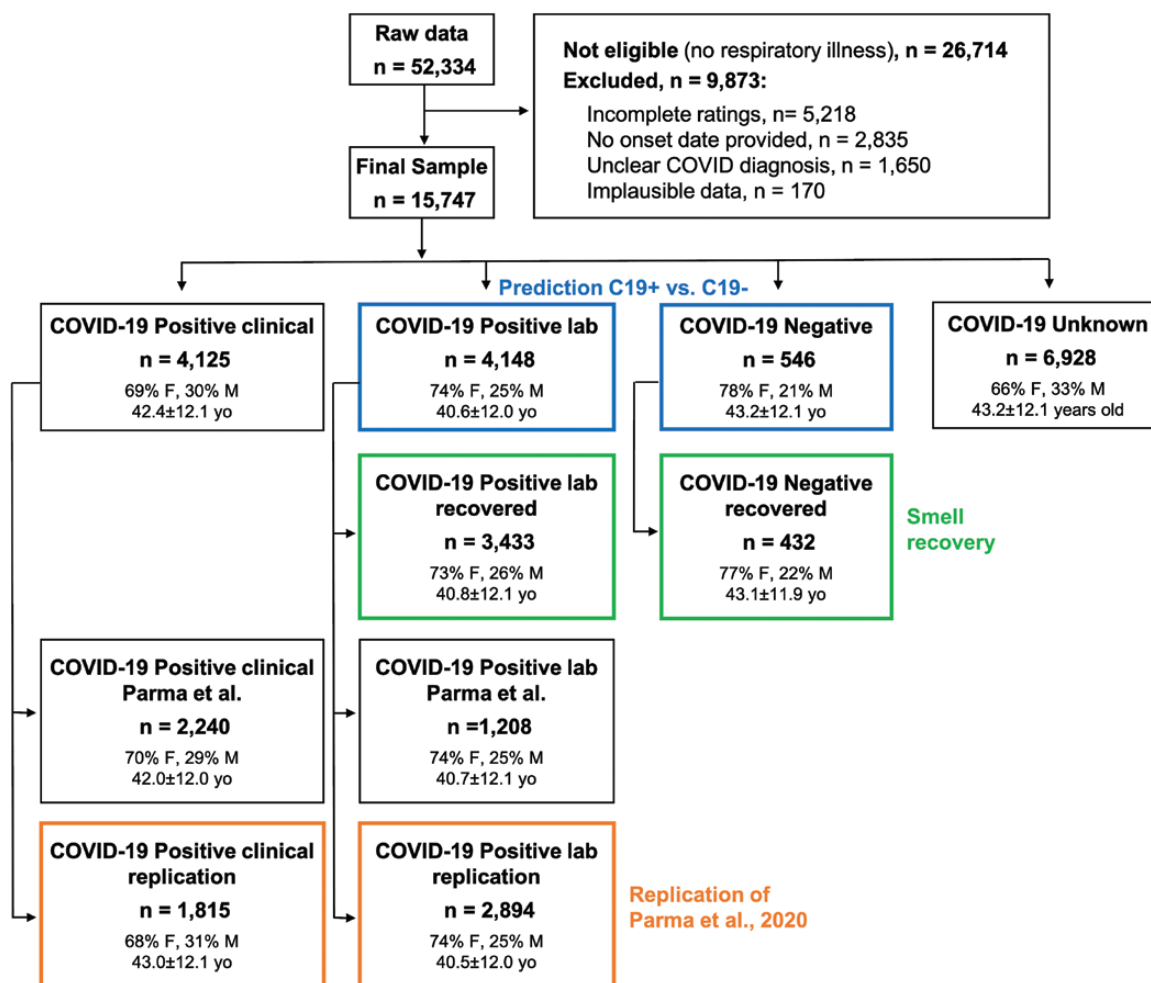 Raw data
n = 52,334
Not eligible (no respiratory illness), n = 26,714
Excluded, n = 9,873:
Incomplete ratings, n= 5,218
No onset date provided, n = 2,835
Unclear COVID diagnosis, n = 1,650
Implausible data, n = 170
Final Sample
n = 15,747
Prediction C19+ vs. C19-
COVID-19 Positive clinical
n = 4,125
69% F, 30% M
42.4±12.1 yo
COVID-19 Positive lab
n = 4,148
74% F, 25% M
40.6±12.0 yo
COVID-19 Negative
n = 546
78% F, 21% M
43.2±12.1 yo
COVID-19 Unknown
n = 6,928
66% F, 33% M
43.2±12.1 years old
COVID-19 Positive lab
recovered
n = 3,433
73% F, 26% M
40.8±12.1 yo
COVID-19 Negative
recovered
n = 432
77% F, 22% M
43.1±11.9 yo
Smell
recovery
COVID-19 Positive clinical
Parma et al.
n = 2,240
70% F, 29% M
42.0±12.0 yo
COVID-19 Positive lab
Parma et al.
n =1,208
74% F, 25% M
40.7±12.1 yo
COVID-19 Positive clinical
replication
n = 1,815
68% F, 31% M
43.0±12.1 yo
COVID-19 Positive lab
replication
n = 2,894
74% F, 25% M
40.5±12.0 yo
Replication of
Parma et al., 2020